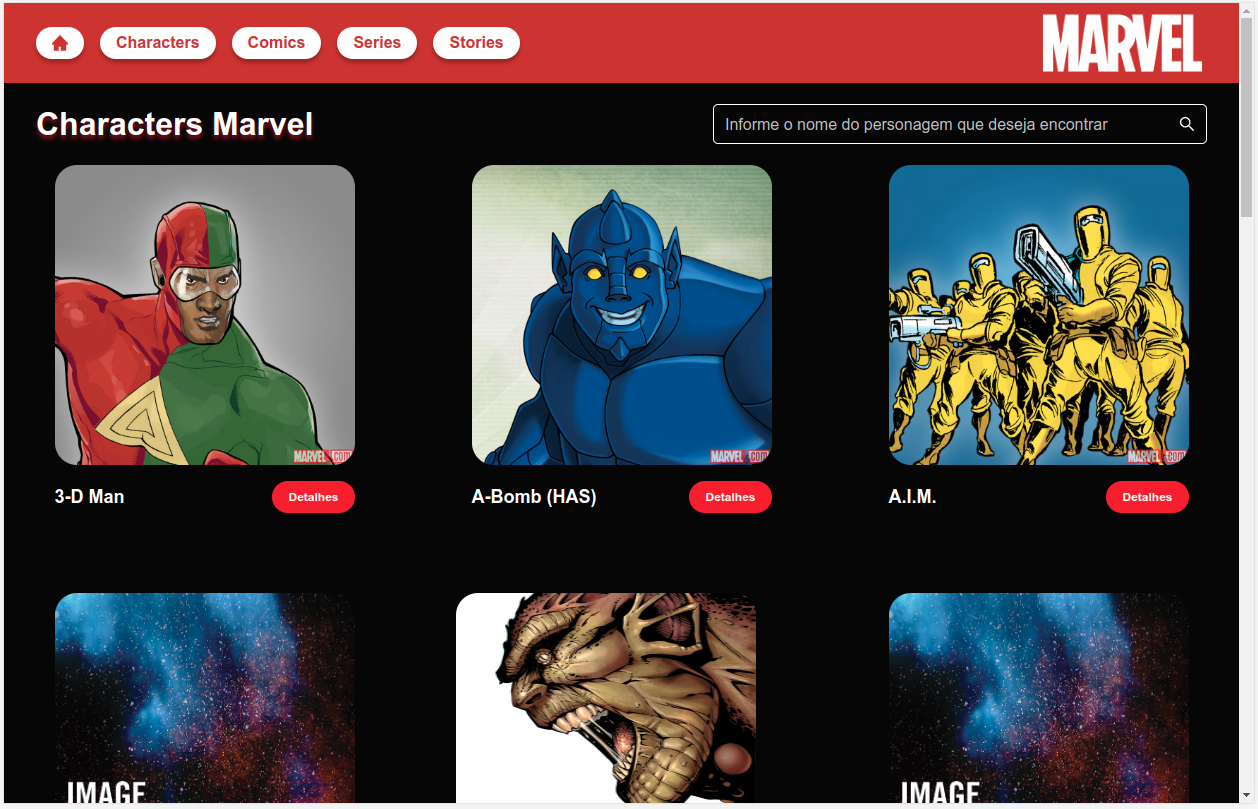 Characters
Comics
Series
Stories
MARVEL
Characters Marvel
Informe o nome do personagem que deseja encontrar
MARVEL.COM
MARVEL.COM
MARVEL.COM
3-D Man
Detalhes
A-Bomb (HAS)
Detalhes
A.I.M.
Detalhes
IMAGE
IMAGE